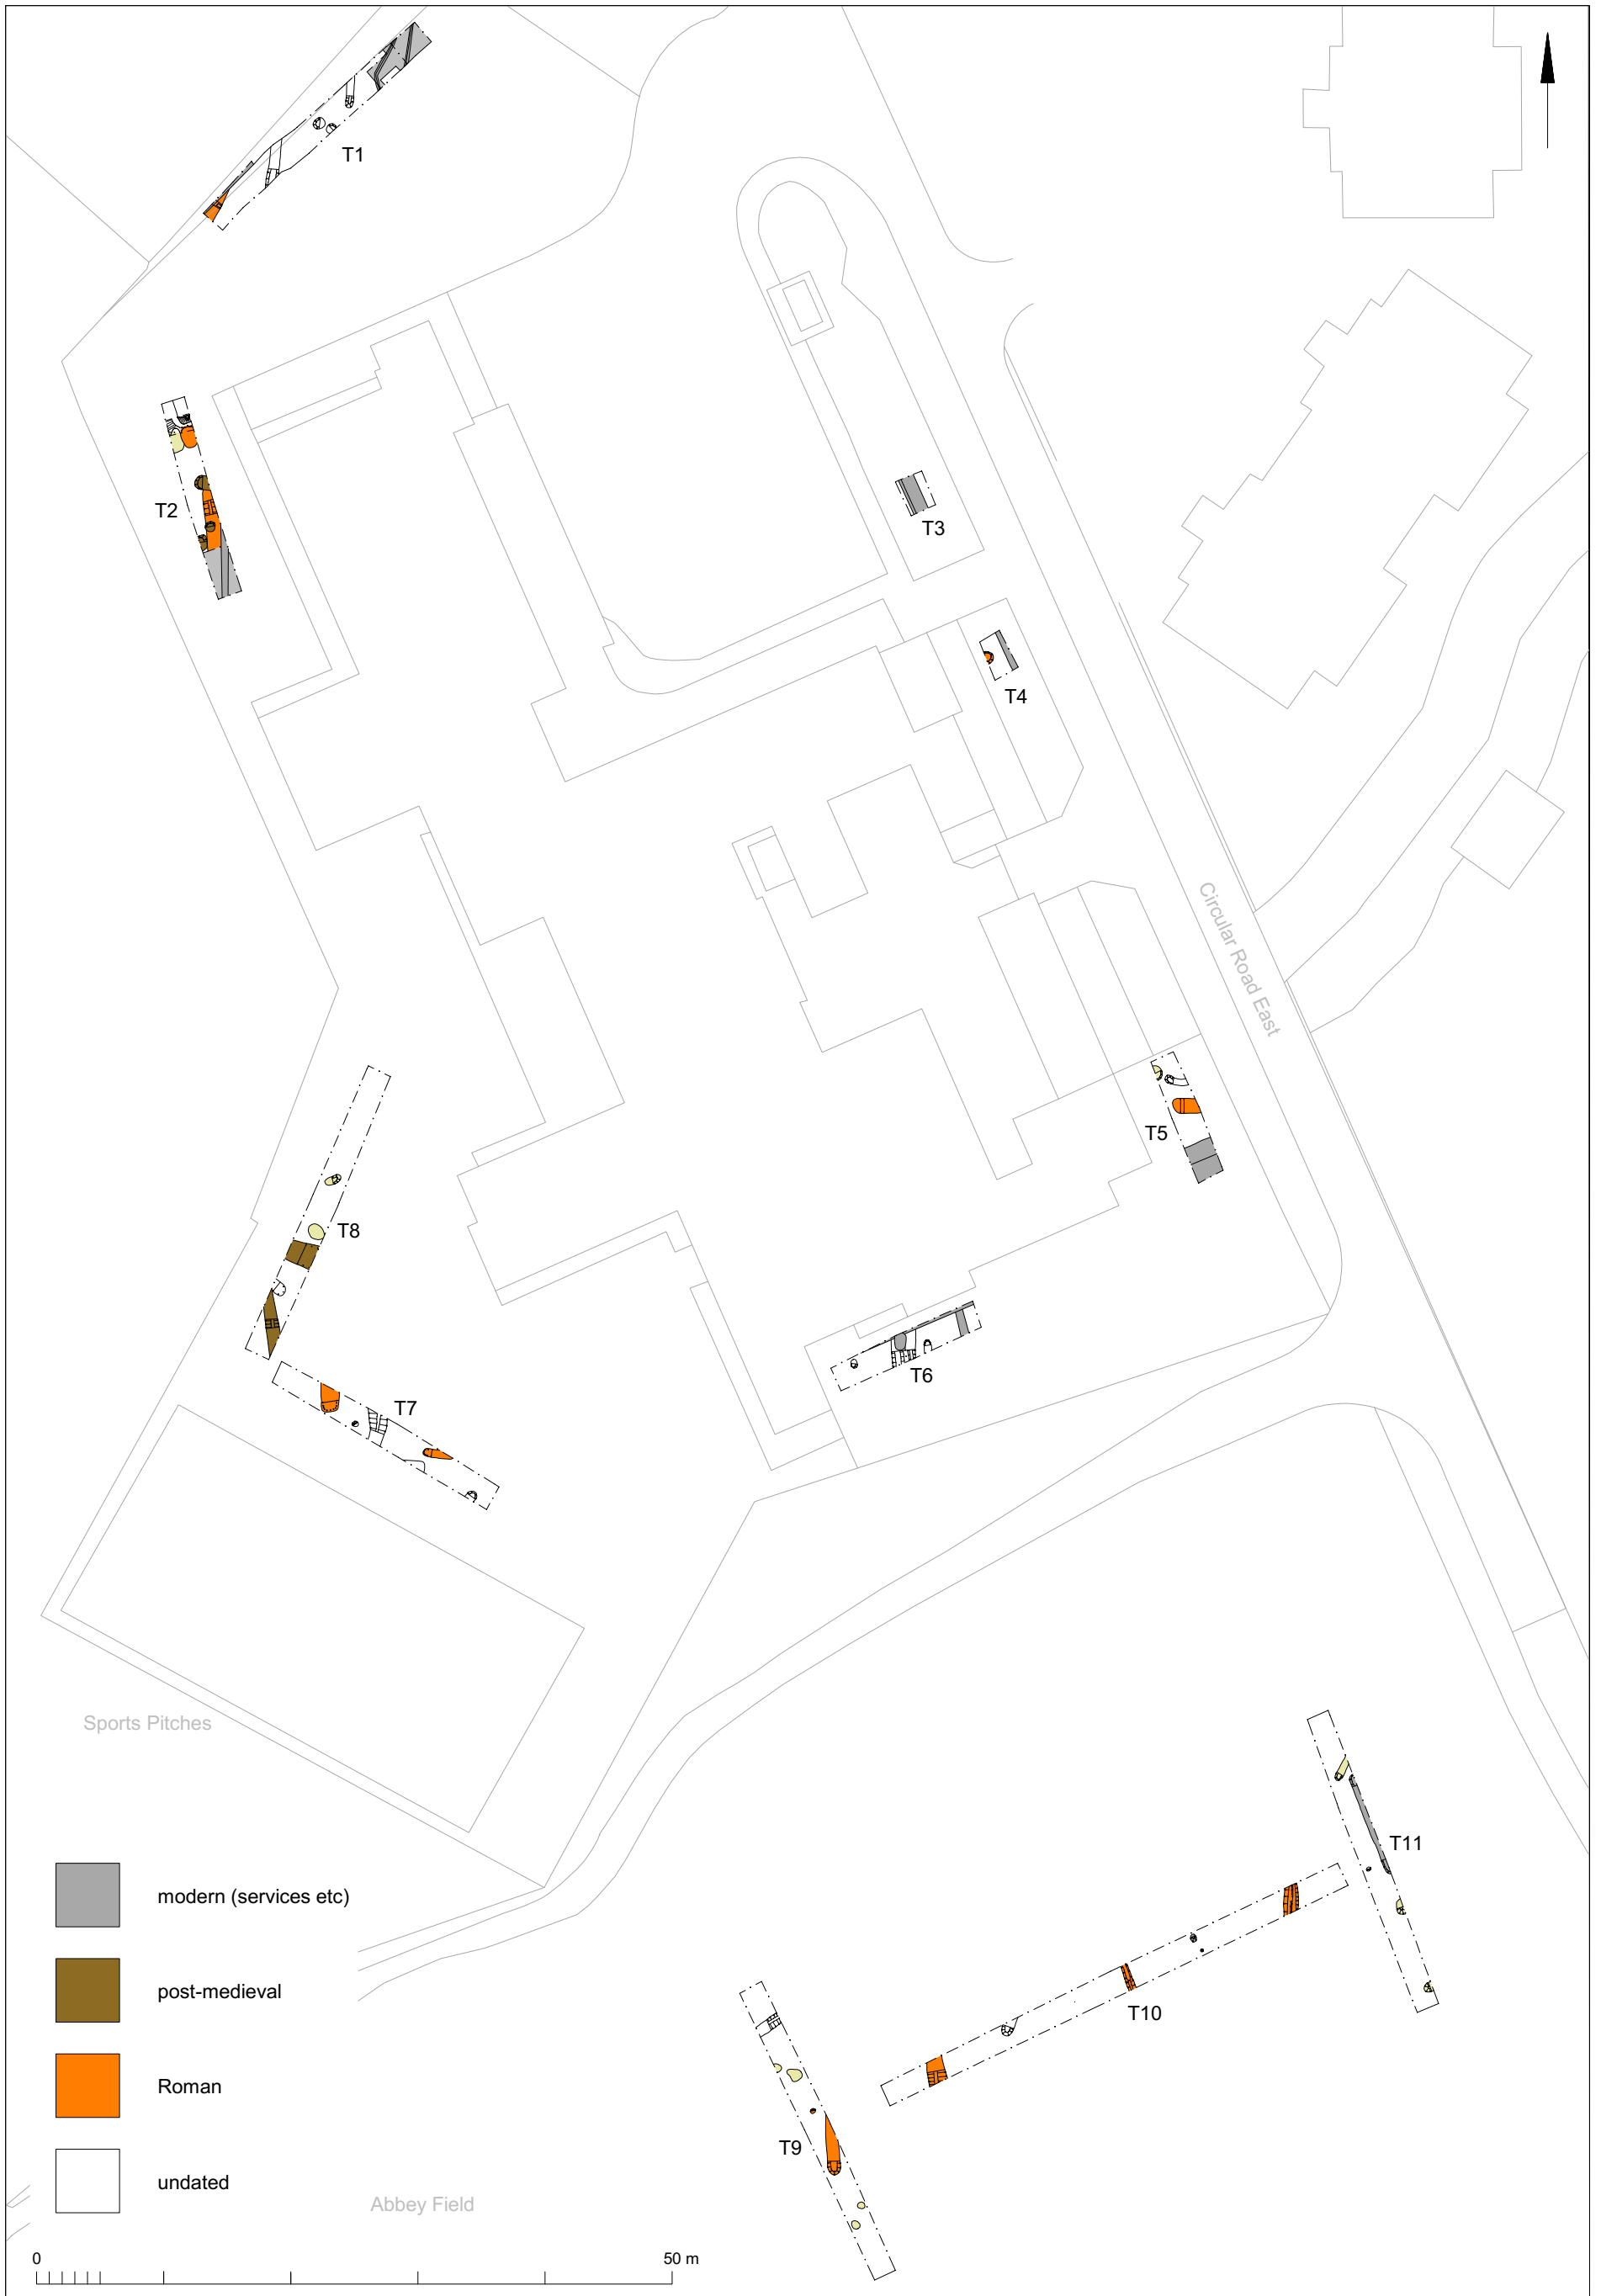 T1
T2
T3
T4
Circular Road East
T5
T8
T6
T7
Sports Pitches
T11
modern (services etc)
post-medieval
T10
Roman
T9
undated
Abbey Field
0 50 m